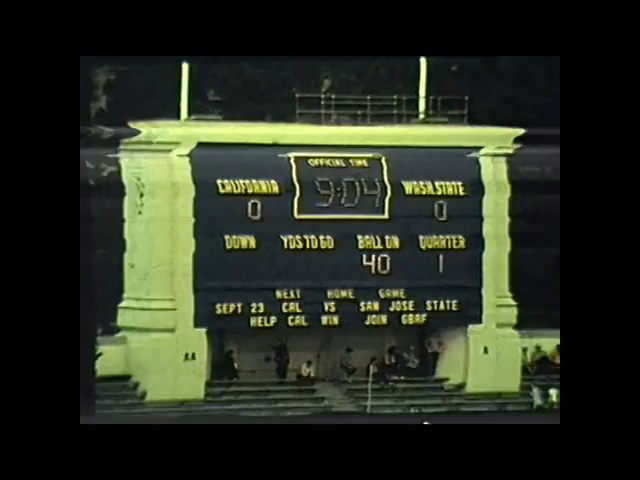 OFFICIAL TIME
CALIFORNIA 9:04 WASH.STATE
0 0
DOWN YDS TO GO BALL ON QUARTER
40 1
NEXT HOME GAME
SEPT 23 CAL VS SAN JOSE STATE
HELP CAL WIN JOIN GBAF
AA A